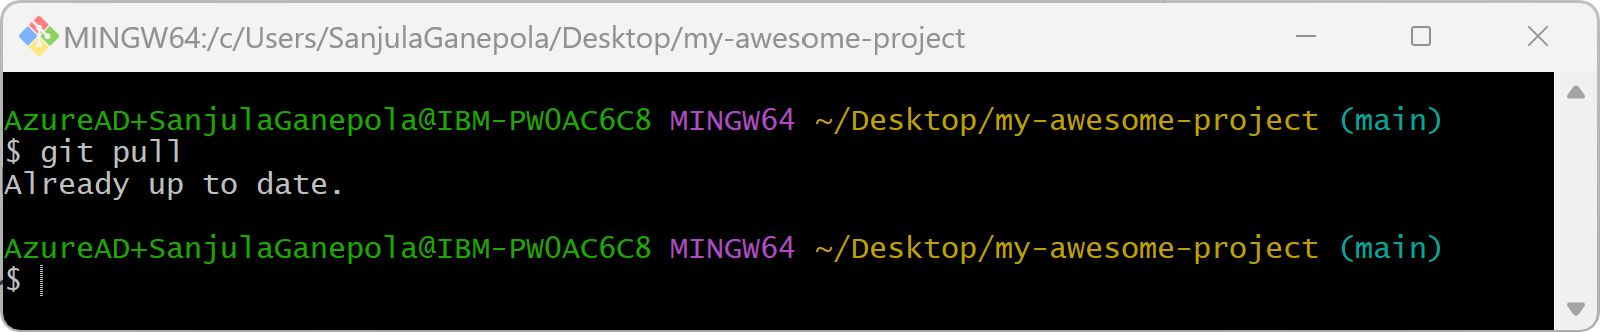 MINGW64:/c/Users/SanjulaGanepola/Desktop/my-awesome-project
AzureAD+SanjulaGanepola@IBM-PW0AC6C8 MINGW64 ~/Desktop/my-awesome-project (main)
$ git pull
Already up to date.
AzureAD+SanjulaGanepola@IBM-PW0AC6C8 MINGW64 ~/Desktop/my-awesome-project (main)
$